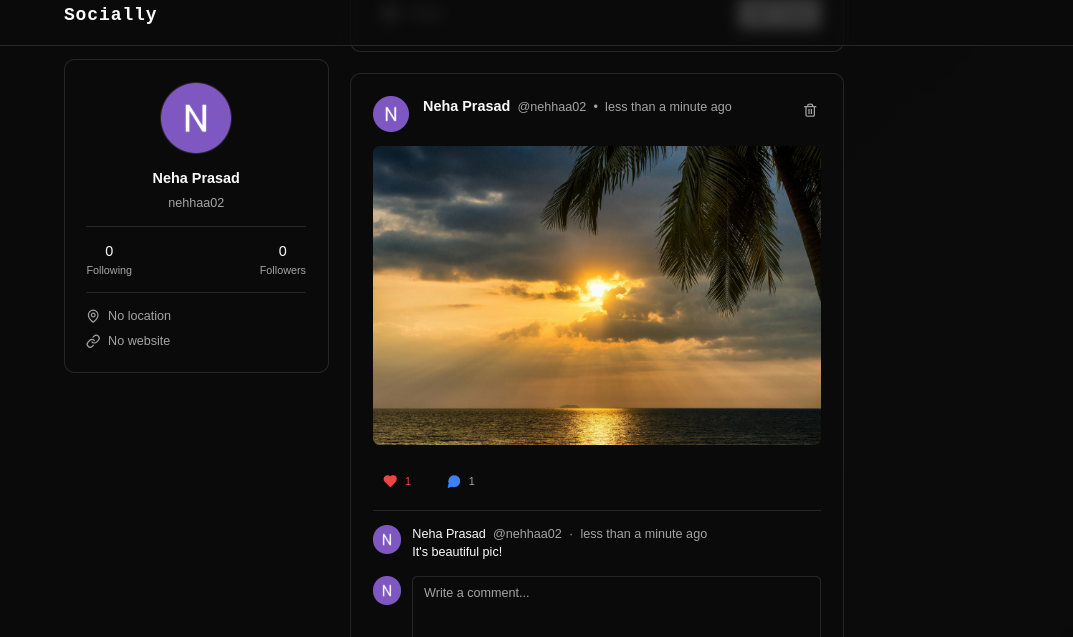 Socially
N
Neha Prasad
nehhaa02
0 0
Following Followers
No location
No website
N
Neha Prasad @nehhaa02 • less than a minute ago
1 1
N
Neha Prasad @nehhaa02 · less than a minute ago
It's beautiful pic!
N
Write a comment...